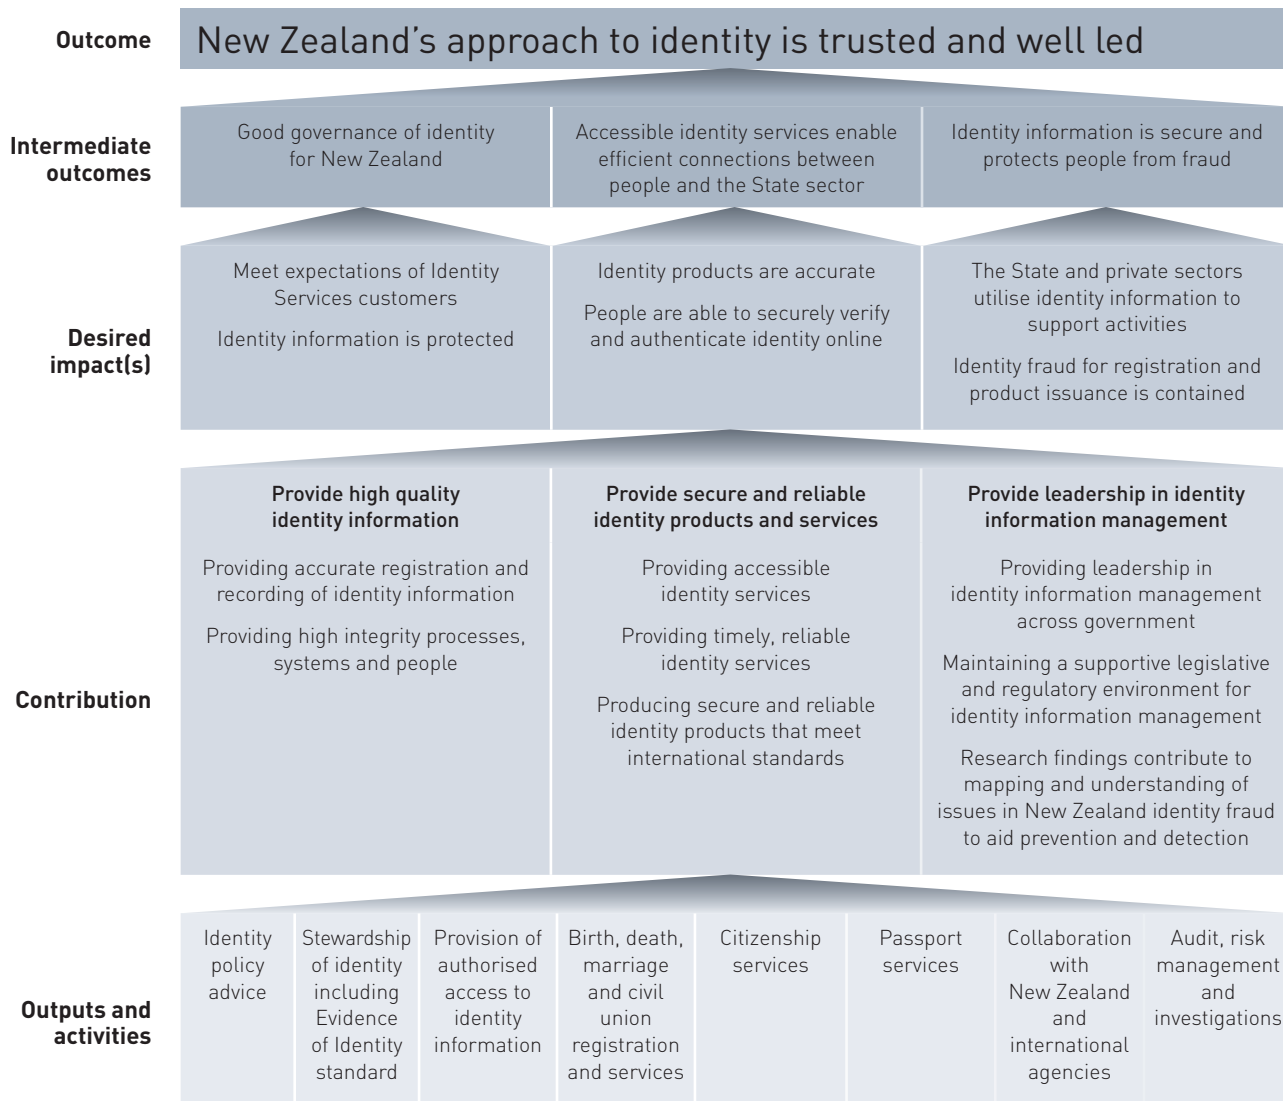 Outcome
New Zealand's approach to identity is trusted and well led
Intermediate
outcomes
Good governance of identity
for New Zealand
Accessible identity services enable
efficient connections between
people and the State sector
Identity information is secure and
protects people from fraud
Desired
impact(s)
Meet expectations of Identity
Services customers
Identity information is protected
Identity products are accurate
People are able to securely verify
and authenticate identity online
The State and private sectors
utilise identity information to
support activities
Identity fraud for registration and
product issuance is contained
Contribution
Provide high quality
identity information
Providing accurate registration and
recording of identity information
Providing high integrity processes,
systems and people
Provide secure and reliable
identity products and services
Providing accessible
identity services
Providing timely, reliable
identity services
Producing secure and reliable
identity products that meet
international standards
Provide leadership in identity
information management
Providing leadership in
identity information management
across government
Maintaining a supportive legislative
and regulatory environment for
identity information management
Research findings contribute to
mapping and understanding of
issues in New Zealand identity fraud
to aid prevention and detection
Outputs and
activities
Identity
policy
advice
Stewardship
of identity
including
Evidence
of Identity
standard
Provision of
authorised
access to
identity
information
Birth, death,
marriage
and civil
union
registration
and services
Citizenship
services
Passport
services
Collaboration
with
New Zealand
and
international
agencies
Audit, risk
management
and
investigations